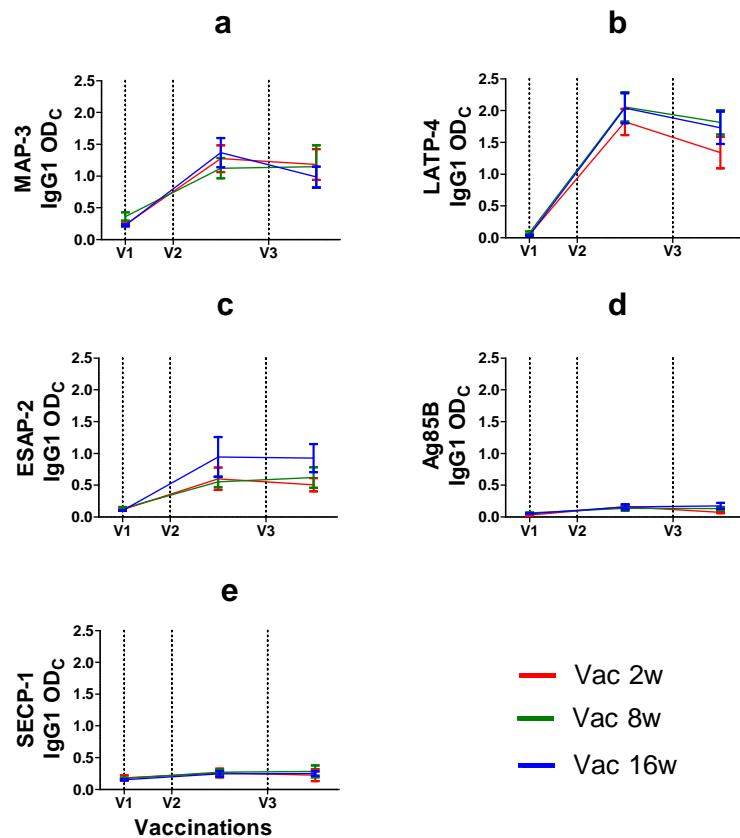 a
MAP-3
IgG1 ODC
2.5
2.0
1.5
1.0
0.5
0.0
V1 V2 V3
b
LATP-4
IgG1 ODC
2.5
2.0
1.5
1.0
0.5
0.0
V1 V2 V3
c
ESAP-2
IgG1 ODC
2.5
2.0
1.5
1.0
0.5
0.0
V1 V2 V3
d
Ag85B
IgG1 ODC
2.5
2.0
1.5
1.0
0.5
0.0
V1 V2 V3
e
SECP-1
IgG1 ODC
2.5
2.0
1.5
1.0
0.5
0.0
V1 V2 V3
Vaccinations
Vac 2w
Vac 8w
Vac 16w